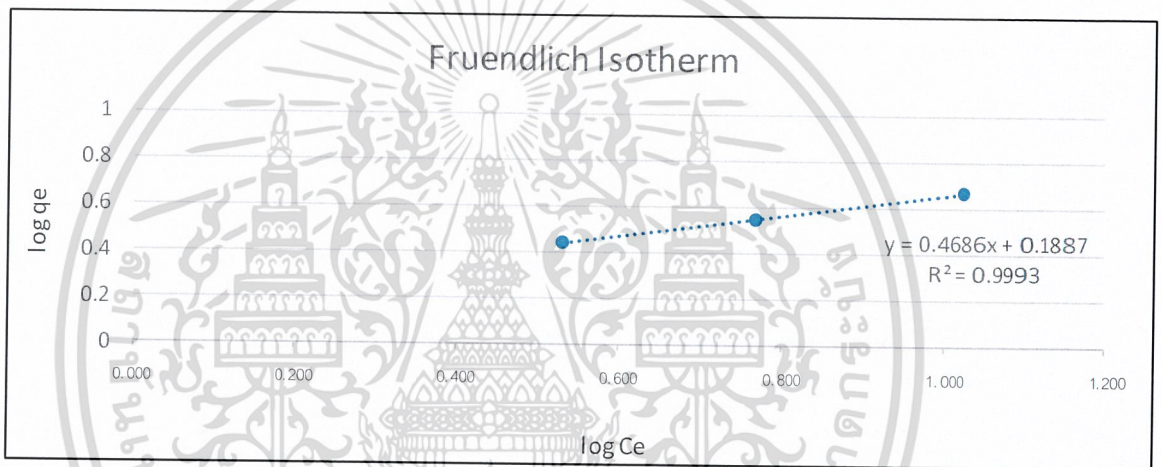 Fruendlich Isotherm
1
0.8
0.6
0.4
0.2
0
log qe
y = 0.4686x + 0.1887
R² = 0.9993
0.000 0.200 0.400 0.600 0.800 1.000 1.200
log Ce